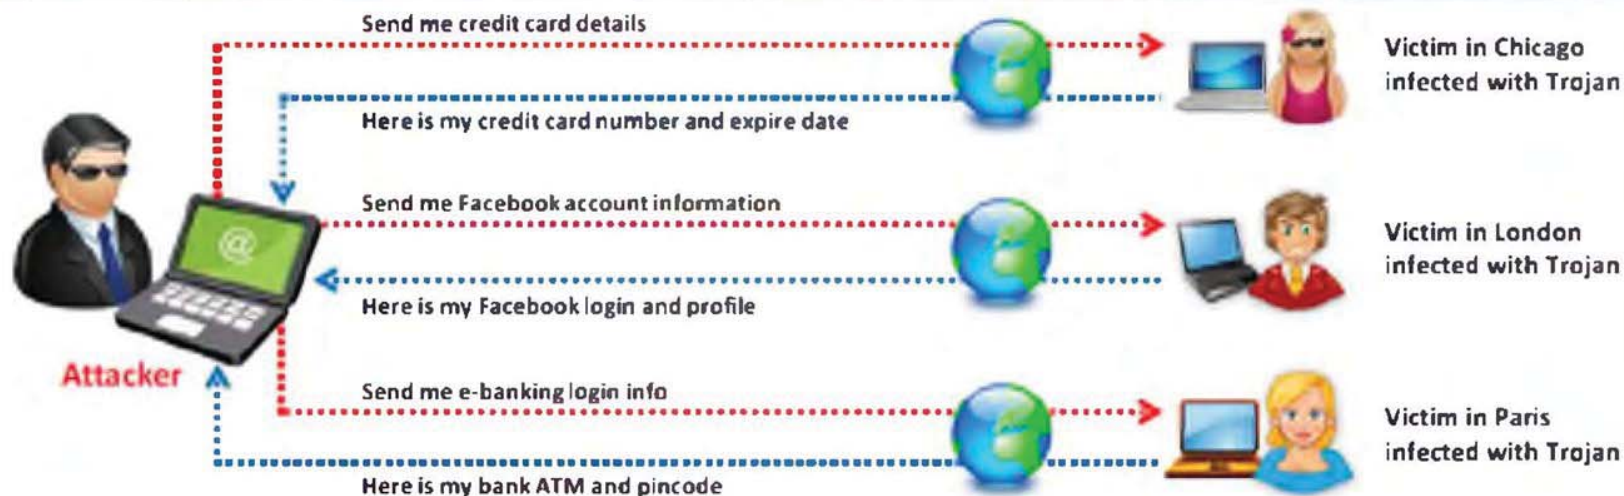 Send me credit card details
Victim in Chicago
infected with Trojan
Here is my credit card number and expire date
Send me Facebook account information
@
Victim in London
infected with Trojan
Here is my Facebook login and profile
Attacker
Send me e-banking login info
Victim in Paris
infected with Trojan
Here is my bank ATM and pincode